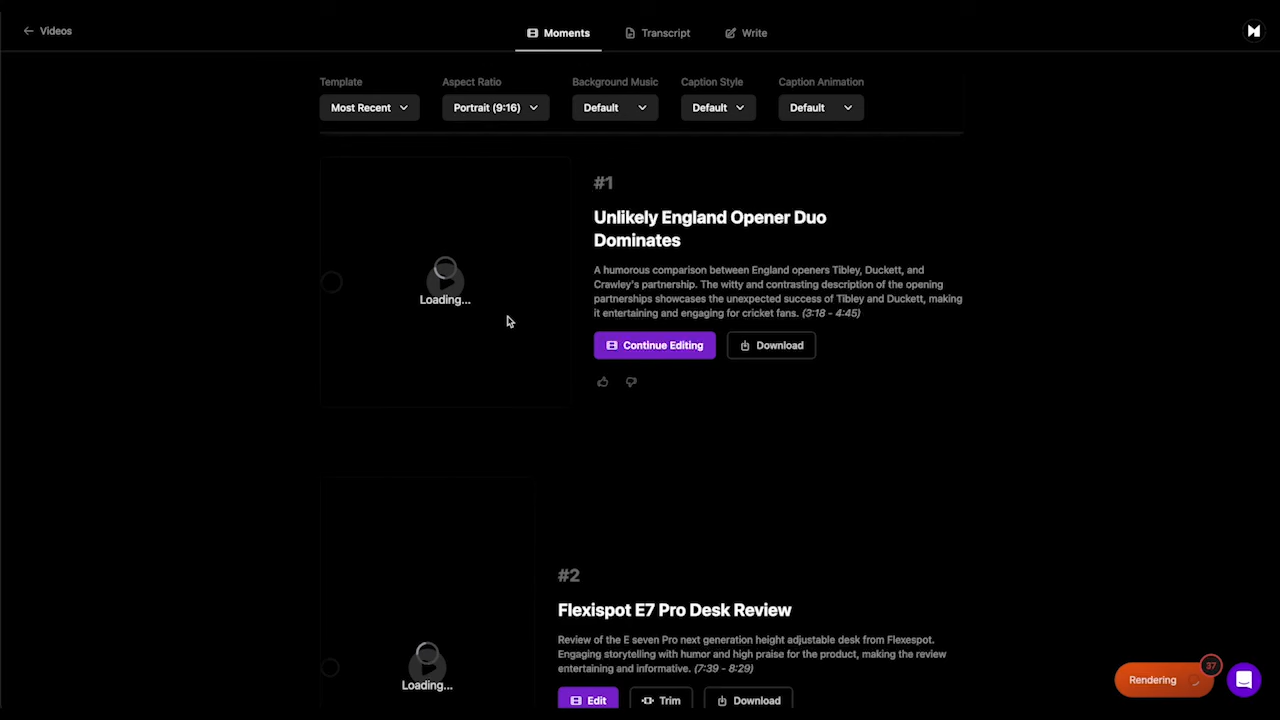 Videos
Moments
Transcript
Write
Template
Aspect Ratio
Background Music
Caption Style
Caption Animation
Most Recent
Portrait (9:16)
Default
Default
Default
#1
Unlikely England Opener Duo
Dominates
A humorous comparison between England openers Tibley, Duckett, and
Crawley's partnership. The witty and contrasting description of the opening
partnerships showcases the unexpected success of Tibley and Duckett, making
it entertaining and engaging for cricket fans. (3:18 - 4:45)
Loading...
Continue Editing
Download
#2
Flexispot E7 Pro Desk Review
Review of the E seven Pro next generation height adjustable desk from Flexespot.
Engaging storytelling with humor and high praise for the product, making the review
entertaining and informative. (7:39 - 8:29)
Loading...
Edit
Trim
Download
Rendering
37